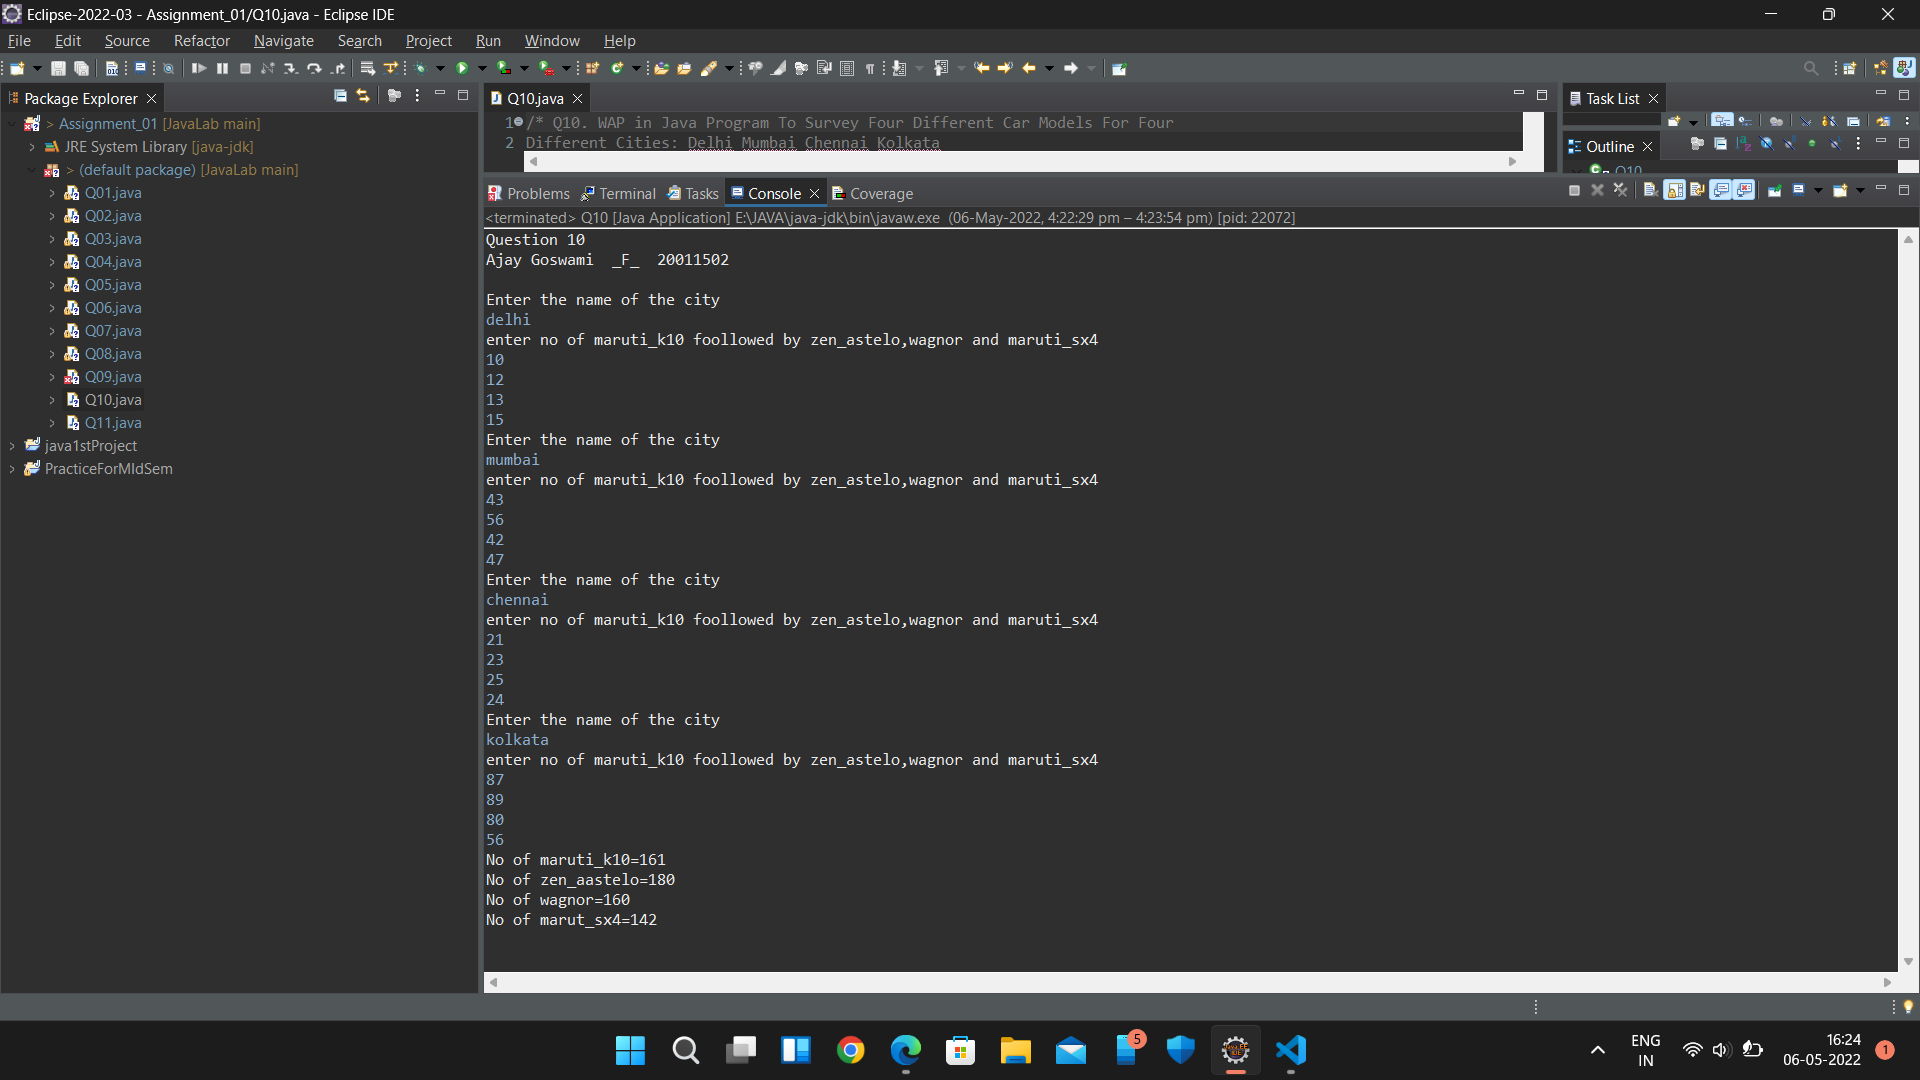 Eclipse-2022-03 - Assignment_01/Q10.java - Eclipse IDE
File Edit Source Refactor Navigate Search Project Run Window Help
Package Explorer
> Assignment_01 [JavaLab main]
JRE System Library [java-jdk]
> (default package) [JavaLab main]
Q01.java
Q02.java
Q03.java
Q04.java
Q05.java
Q06.java
Q07.java
Q08.java
Q09.java
Q10.java
Q11.java
java1stProject
PracticeForMIdSem
Q10.java
1 /* Q10. WAP in Java Program To Survey Four Different Car Models For Four
2 Different Cities: Delhi Mumbai Chennai Kolkata
Task List
Outline
Q10
Problems Terminal Tasks Console Coverage
<terminated> Q10 [Java Application] E:\JAVA\java-jdk\bin\javaw.exe (06-May-2022, 4:22:29 pm – 4:23:54 pm) [pid: 22072]
Question 10
Ajay Goswami _F_ 20011502
Enter the name of the city
delhi
enter no of maruti_k10 foollowed by zen_astelo,wagnor and maruti_sx4
10
12
13
15
Enter the name of the city
mumbai
enter no of maruti_k10 foollowed by zen_astelo,wagnor and maruti_sx4
43
56
42
47
Enter the name of the city
chennai
enter no of maruti_k10 foollowed by zen_astelo,wagnor and maruti_sx4
21
23
25
24
Enter the name of the city
kolkata
enter no of maruti_k10 foollowed by zen_astelo,wagnor and maruti_sx4
87
89
80
56
No of maruti_k10=161
No of zen_aastelo=180
No of wagnor=160
No of marut_sx4=142
5
ENG
IN
16:24
06-05-2022
1